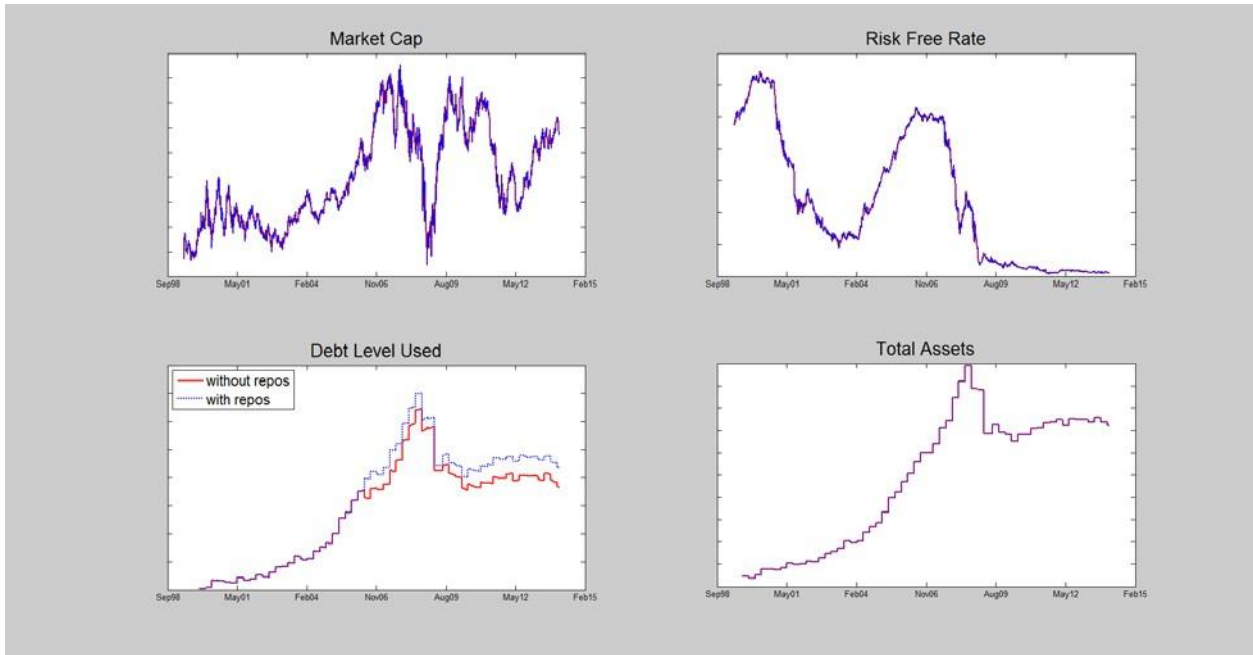 Market Cap
Sep98 May01 Feb04 Nov06 Aug09 May12 Feb15
Risk Free Rate
Sep98 May01 Feb04 Nov06 Aug09 May12 Feb15
Debt Level Used
without repos
with repos
Sep98 May01 Feb04 Nov06 Aug09 May12 Feb15
Total Assets
Sep98 May01 Feb04 Nov06 Aug09 May12 Feb15